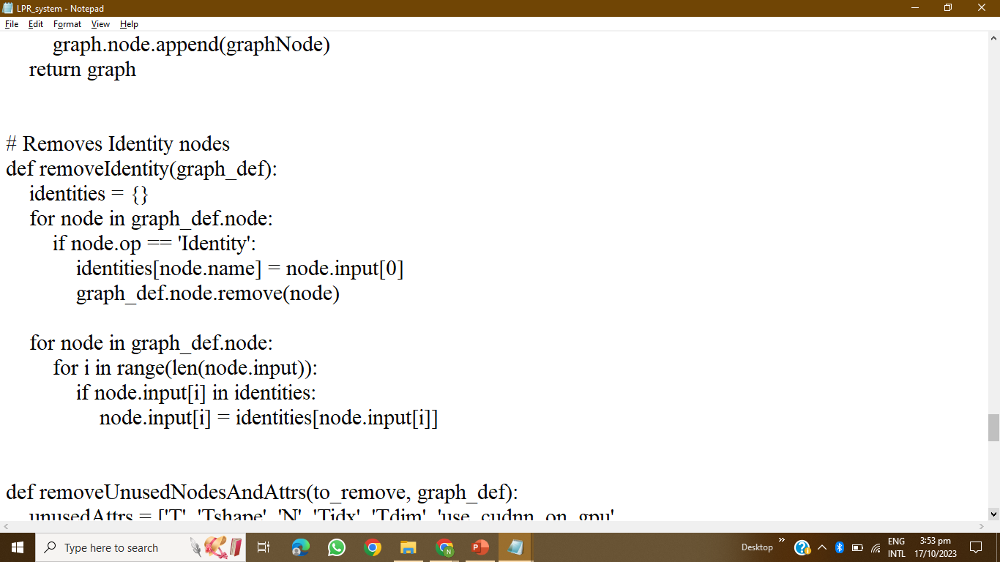 LPR_system - Notepad
File Edit Format View Help
graph.node.append(graphNode)
return graph
# Removes Identity nodes
def removeIdentity(graph_def):
identities = {}
for node in graph_def.node:
if node.op == 'Identity':
identities[node.name] = node.input[0]
graph_def.node.remove(node)
for node in graph_def.node:
for i in range(len(node.input)):
if node.input[i] in identities:
node.input[i] = identities[node.input[i]]
def removeUnusedNodesAndAttrs(to_remove, graph_def):
unusedAttrs = ['T', 'Tshape', 'N', 'Tidx', 'Tdim', 'use_cudnn_on_gpu',
Type here to search
Desktop
ENG
INTL
3:53 pm
17/10/2023